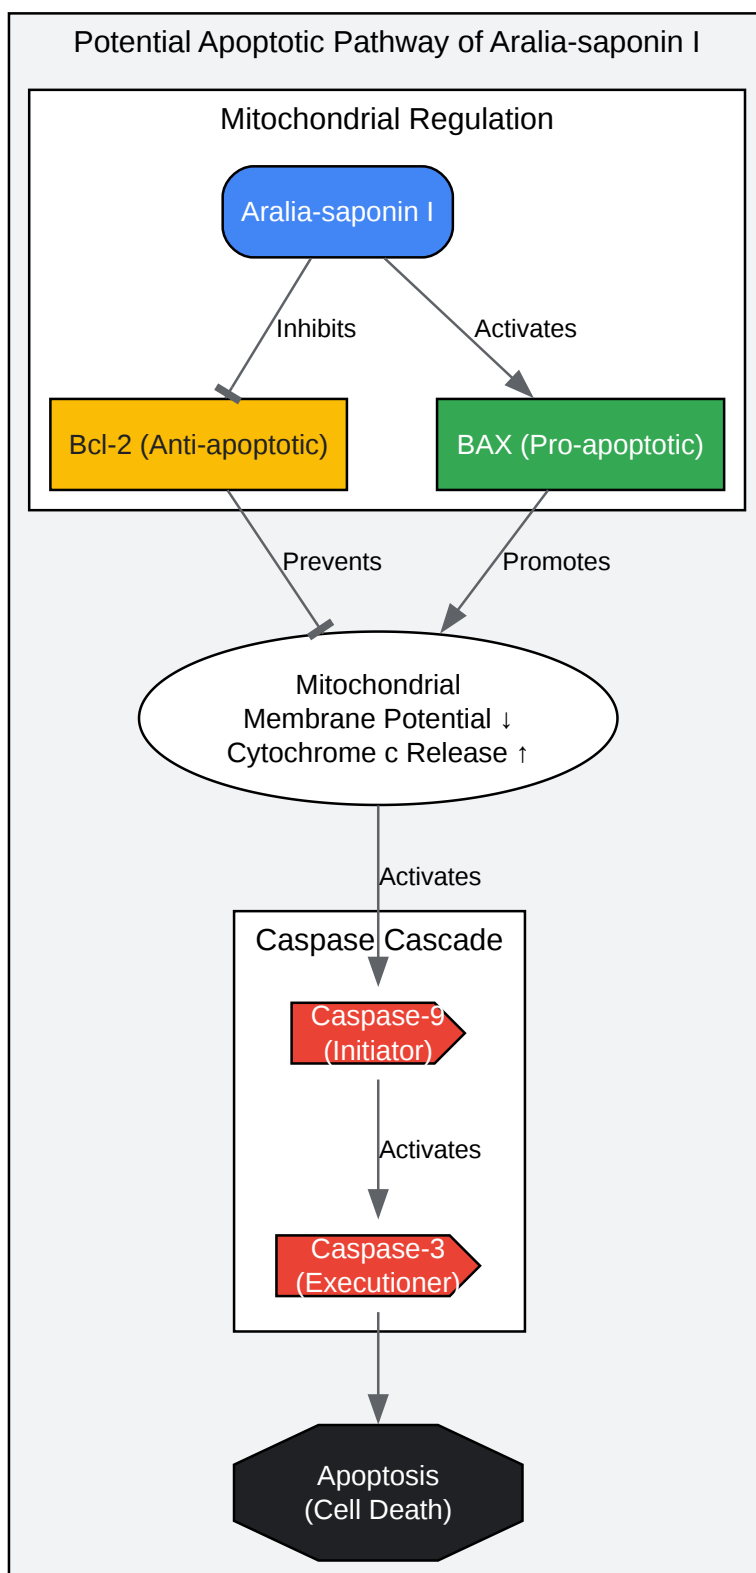 Potential Apoptotic Pathway of Aralia-saponin I
Mitochondrial Regulation
Aralia-saponin I
Inhibits
Activates
Bcl-2 (Anti-apoptotic)
BAX (Pro-apoptotic)
Prevents
Promotes
Mitochondrial
Membrane Potential ↓
Cytochrome c Release ↑
Activates
Caspase Cascade
Caspase-9
(Initiator)
Activates
Caspase-3
(Executioner)
Apoptosis
(Cell Death)